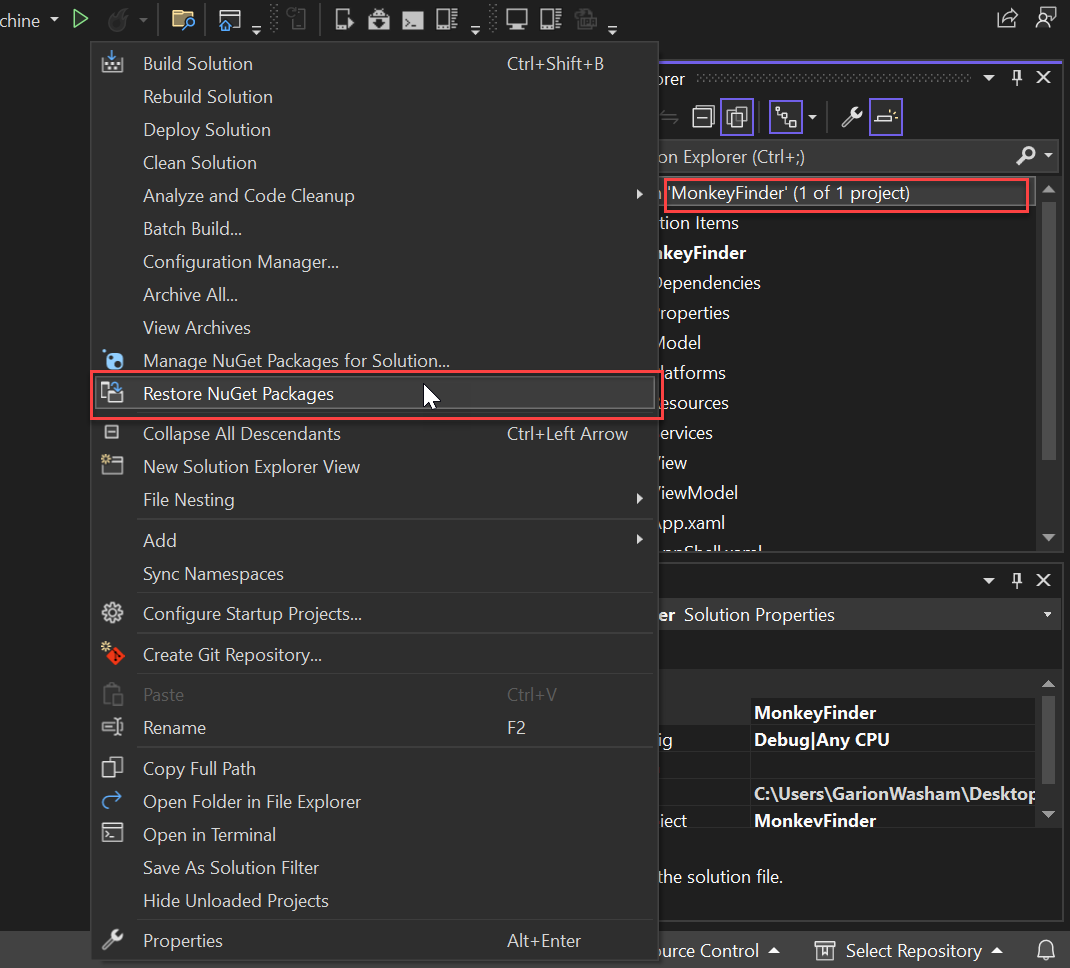 chine
Build Solution Ctrl+Shift+B
Rebuild Solution
Deploy Solution
Clean Solution
Analyze and Code Cleanup
Batch Build...
Configuration Manager...
Archive All...
View Archives
Manage NuGet Packages for Solution...
Restore NuGet Packages
Collapse All Descendants Ctrl+Left Arrow
New Solution Explorer View
File Nesting
Add
Sync Namespaces
Configure Startup Projects...
Create Git Repository...
Paste Ctrl+V
Rename F2
Copy Full Path
Open Folder in File Explorer
Open in Terminal
Save As Solution Filter
Hide Unloaded Projects
Properties Alt+Enter
orer
on Explorer (Ctrl+;)
'MonkeyFinder' (1 of 1 project)
tion Items
nkeyFinder
Dependencies
roperties
Model
latforms
esources
ervices
View
ViewModel
App.xaml
ppShell.xaml
er Solution Properties
MonkeyFinder
ig Debug|Any CPU
C:\Users\GarionWasham\Desktop
ject MonkeyFinder
the solution file.
ource Control Select Repository